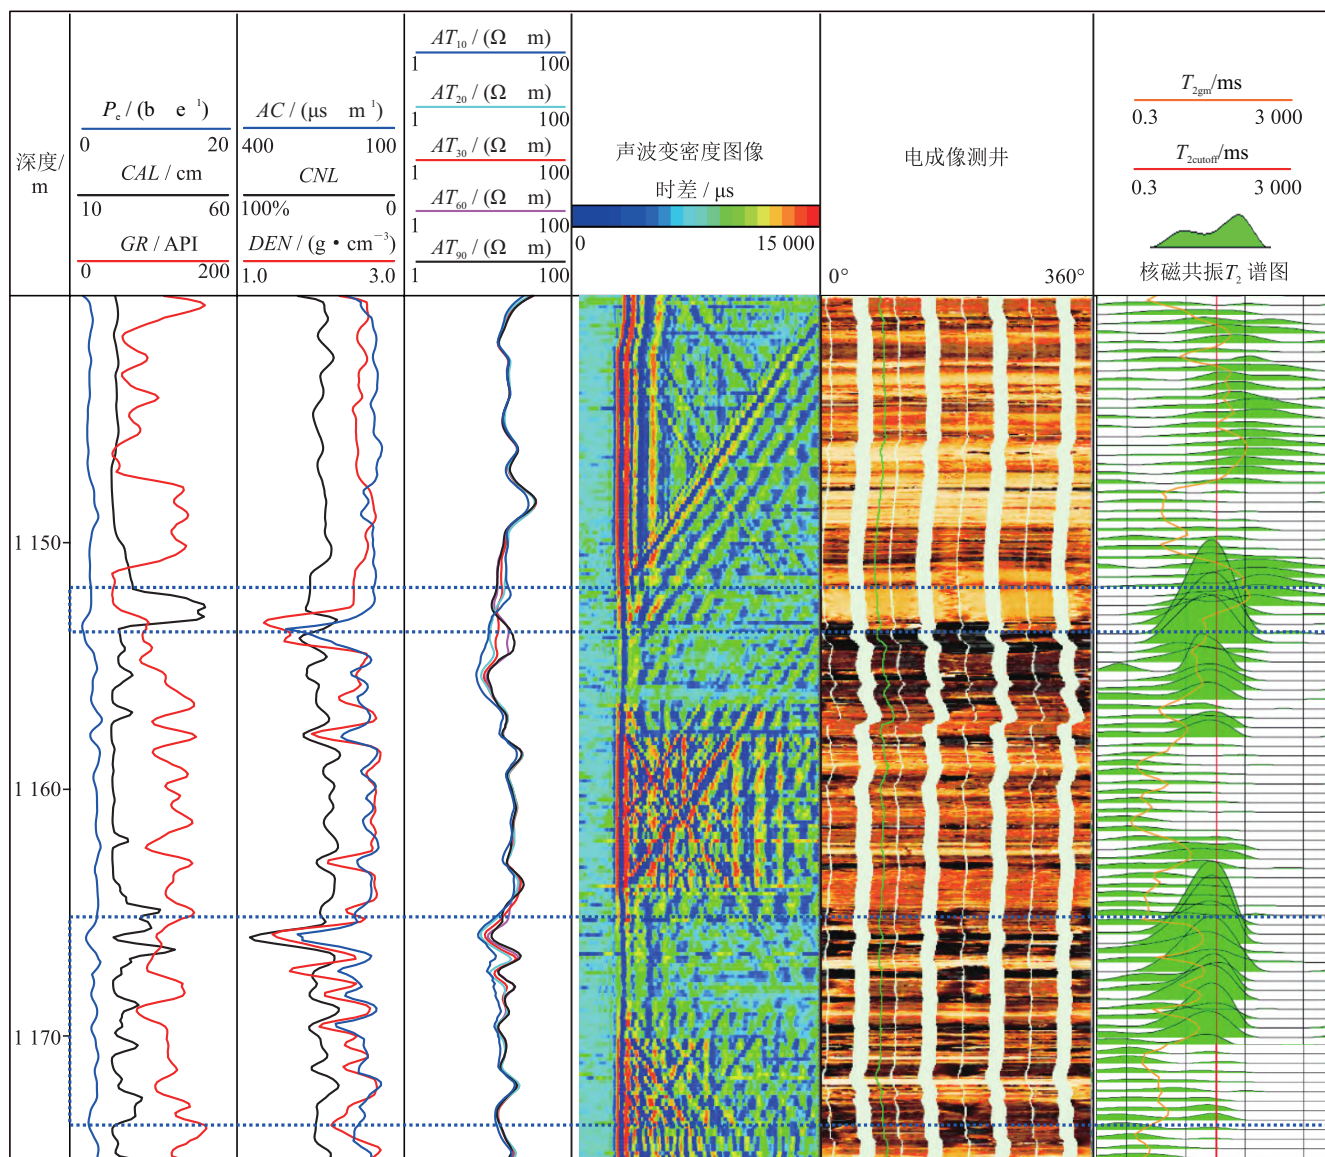 深度/
m
P_e / (b e^-1)
0 20
CAL / cm
10 60
GR / API
0 200
AC / (μs m^-1)
400 100
CNL
100% 0
DEN / (g·cm^-3)
1.0 3.0
AT_10 / (Ω m)
1 100
AT_20 / (Ω m)
1 100
AT_30 / (Ω m)
1 100
AT_60 / (Ω m)
1 100
AT_90 / (Ω m)
1 100
声波变密度图像
时差 / μs
0 15 000
电成像测井
0° 360°
T_2gm/ms
0.3 3 000
T_2cutoff/ms
0.3 3 000
核磁共振T_2 谱图
1 150
1 160
1 170